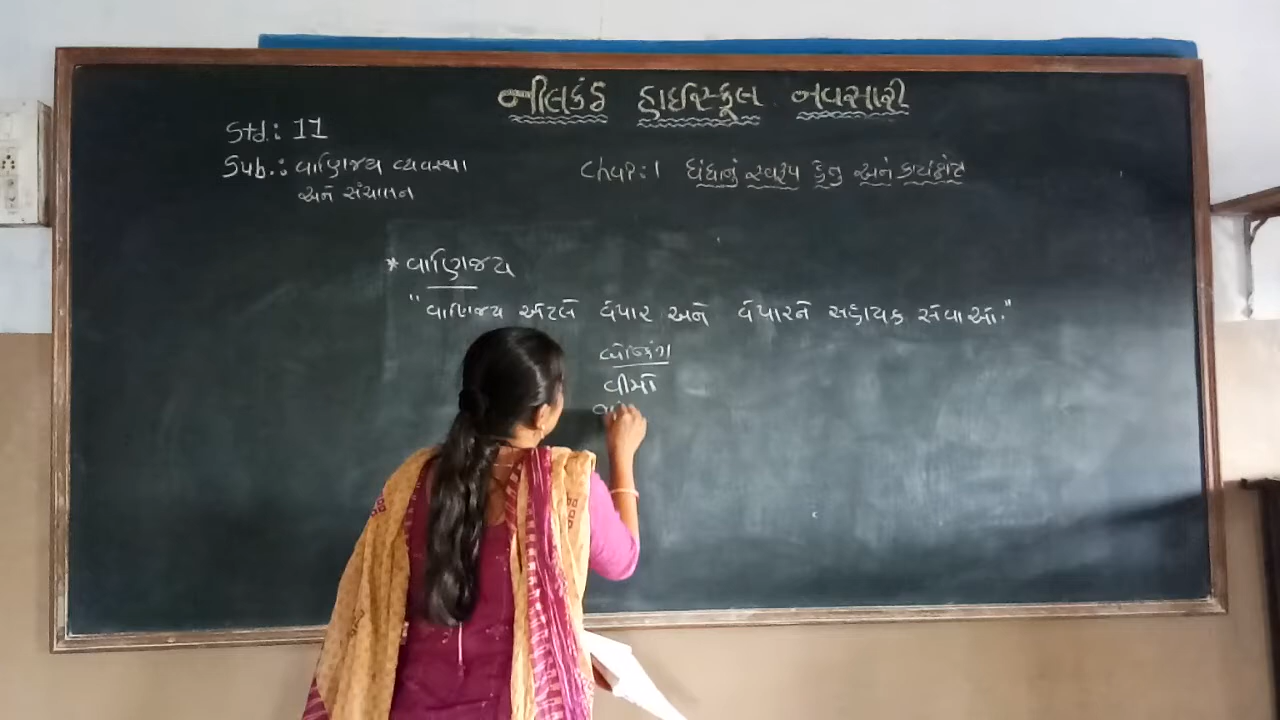 નીલકંઠ હાઇસ્કૂલ નવસારી
Std.: 11
Sub.: વાણિજ્ય વ્યવસ્થા
અને સંચાલન
Chap: 1 ધંધાનું સ્વરૂપ હેતુ અને કાર્યક્ષેત્ર
* વાણિજ્ય
"વાણિજ્ય એટલે વેપાર અને વેપારને સહાયક સેવાઓ."
બેન્કિંગ
વીમો